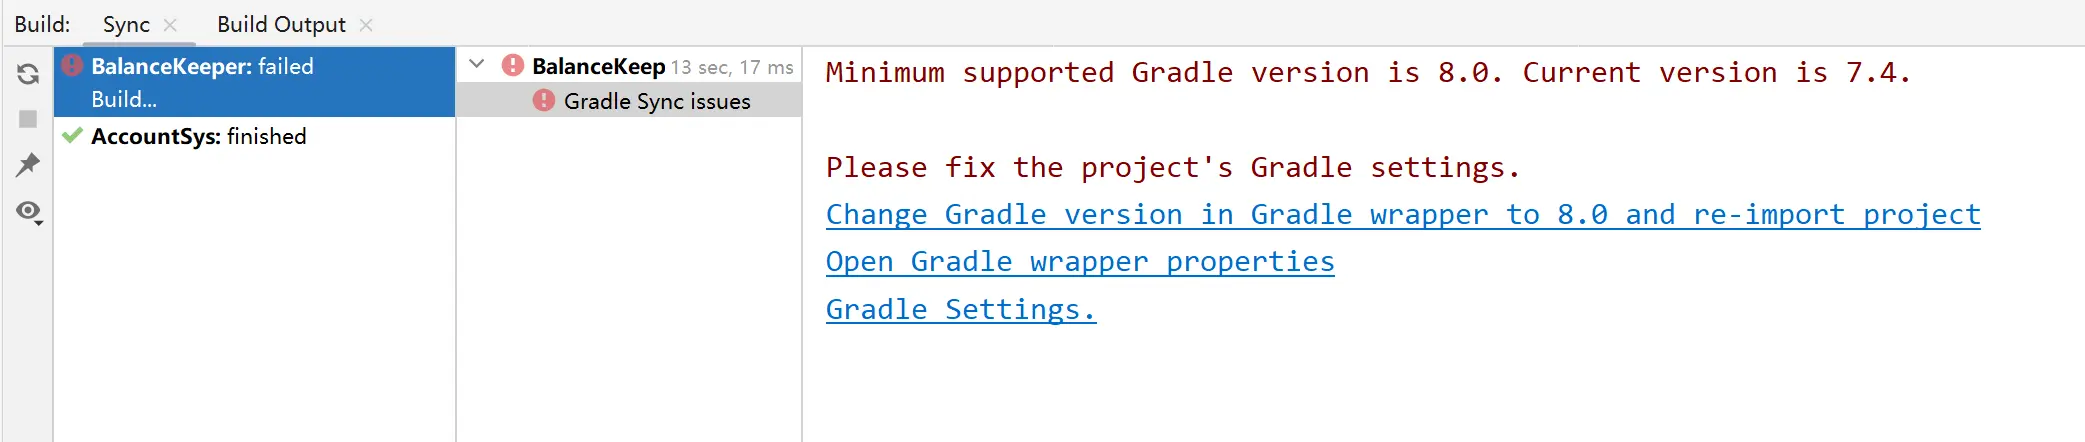 Build: Sync Build Output
BalanceKeeper: failed
Build...
AccountSys: finished
BalanceKeep 13 sec, 17 ms
Gradle Sync issues
Minimum supported Gradle version is 8.0. Current version is 7.4.
Please fix the project's Gradle settings.
Change Gradle version in Gradle wrapper to 8.0 and re-import project
Open Gradle wrapper properties
Gradle Settings.